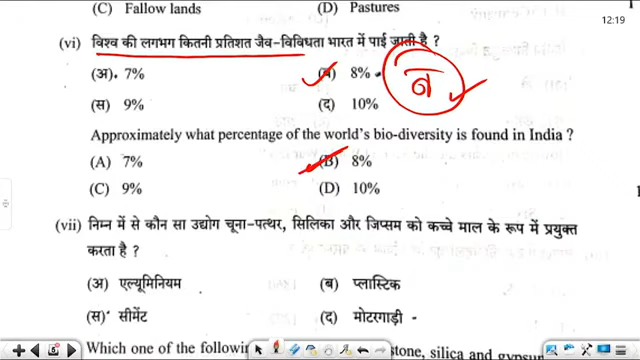 (C) Fallow lands (D) Pastures
12:19
(vi) विश्व की लगभग कितनी प्रतिशत जैव-विविधता भारत में पाई जाती है ?
(अ) 7% (ब) 8%
ब
(स) 9% (द) 10%
Approximately what percentage of the world's bio-diversity is found in India ?
(A) 7% (B) 8%
(C) 9% (D) 10%
1
(vii) निम्न में से कौन सा उद्योग चूना-पत्थर, सिलिका और जिप्सम को कच्चे माल के रूप में प्रयुक्त
करता है ?
(अ) एल्यूमिनियम (ब) प्लास्टिक
(स) सीमेंट (द) मोटरगाड़ी
Which one of the following stone, silica and gypsum